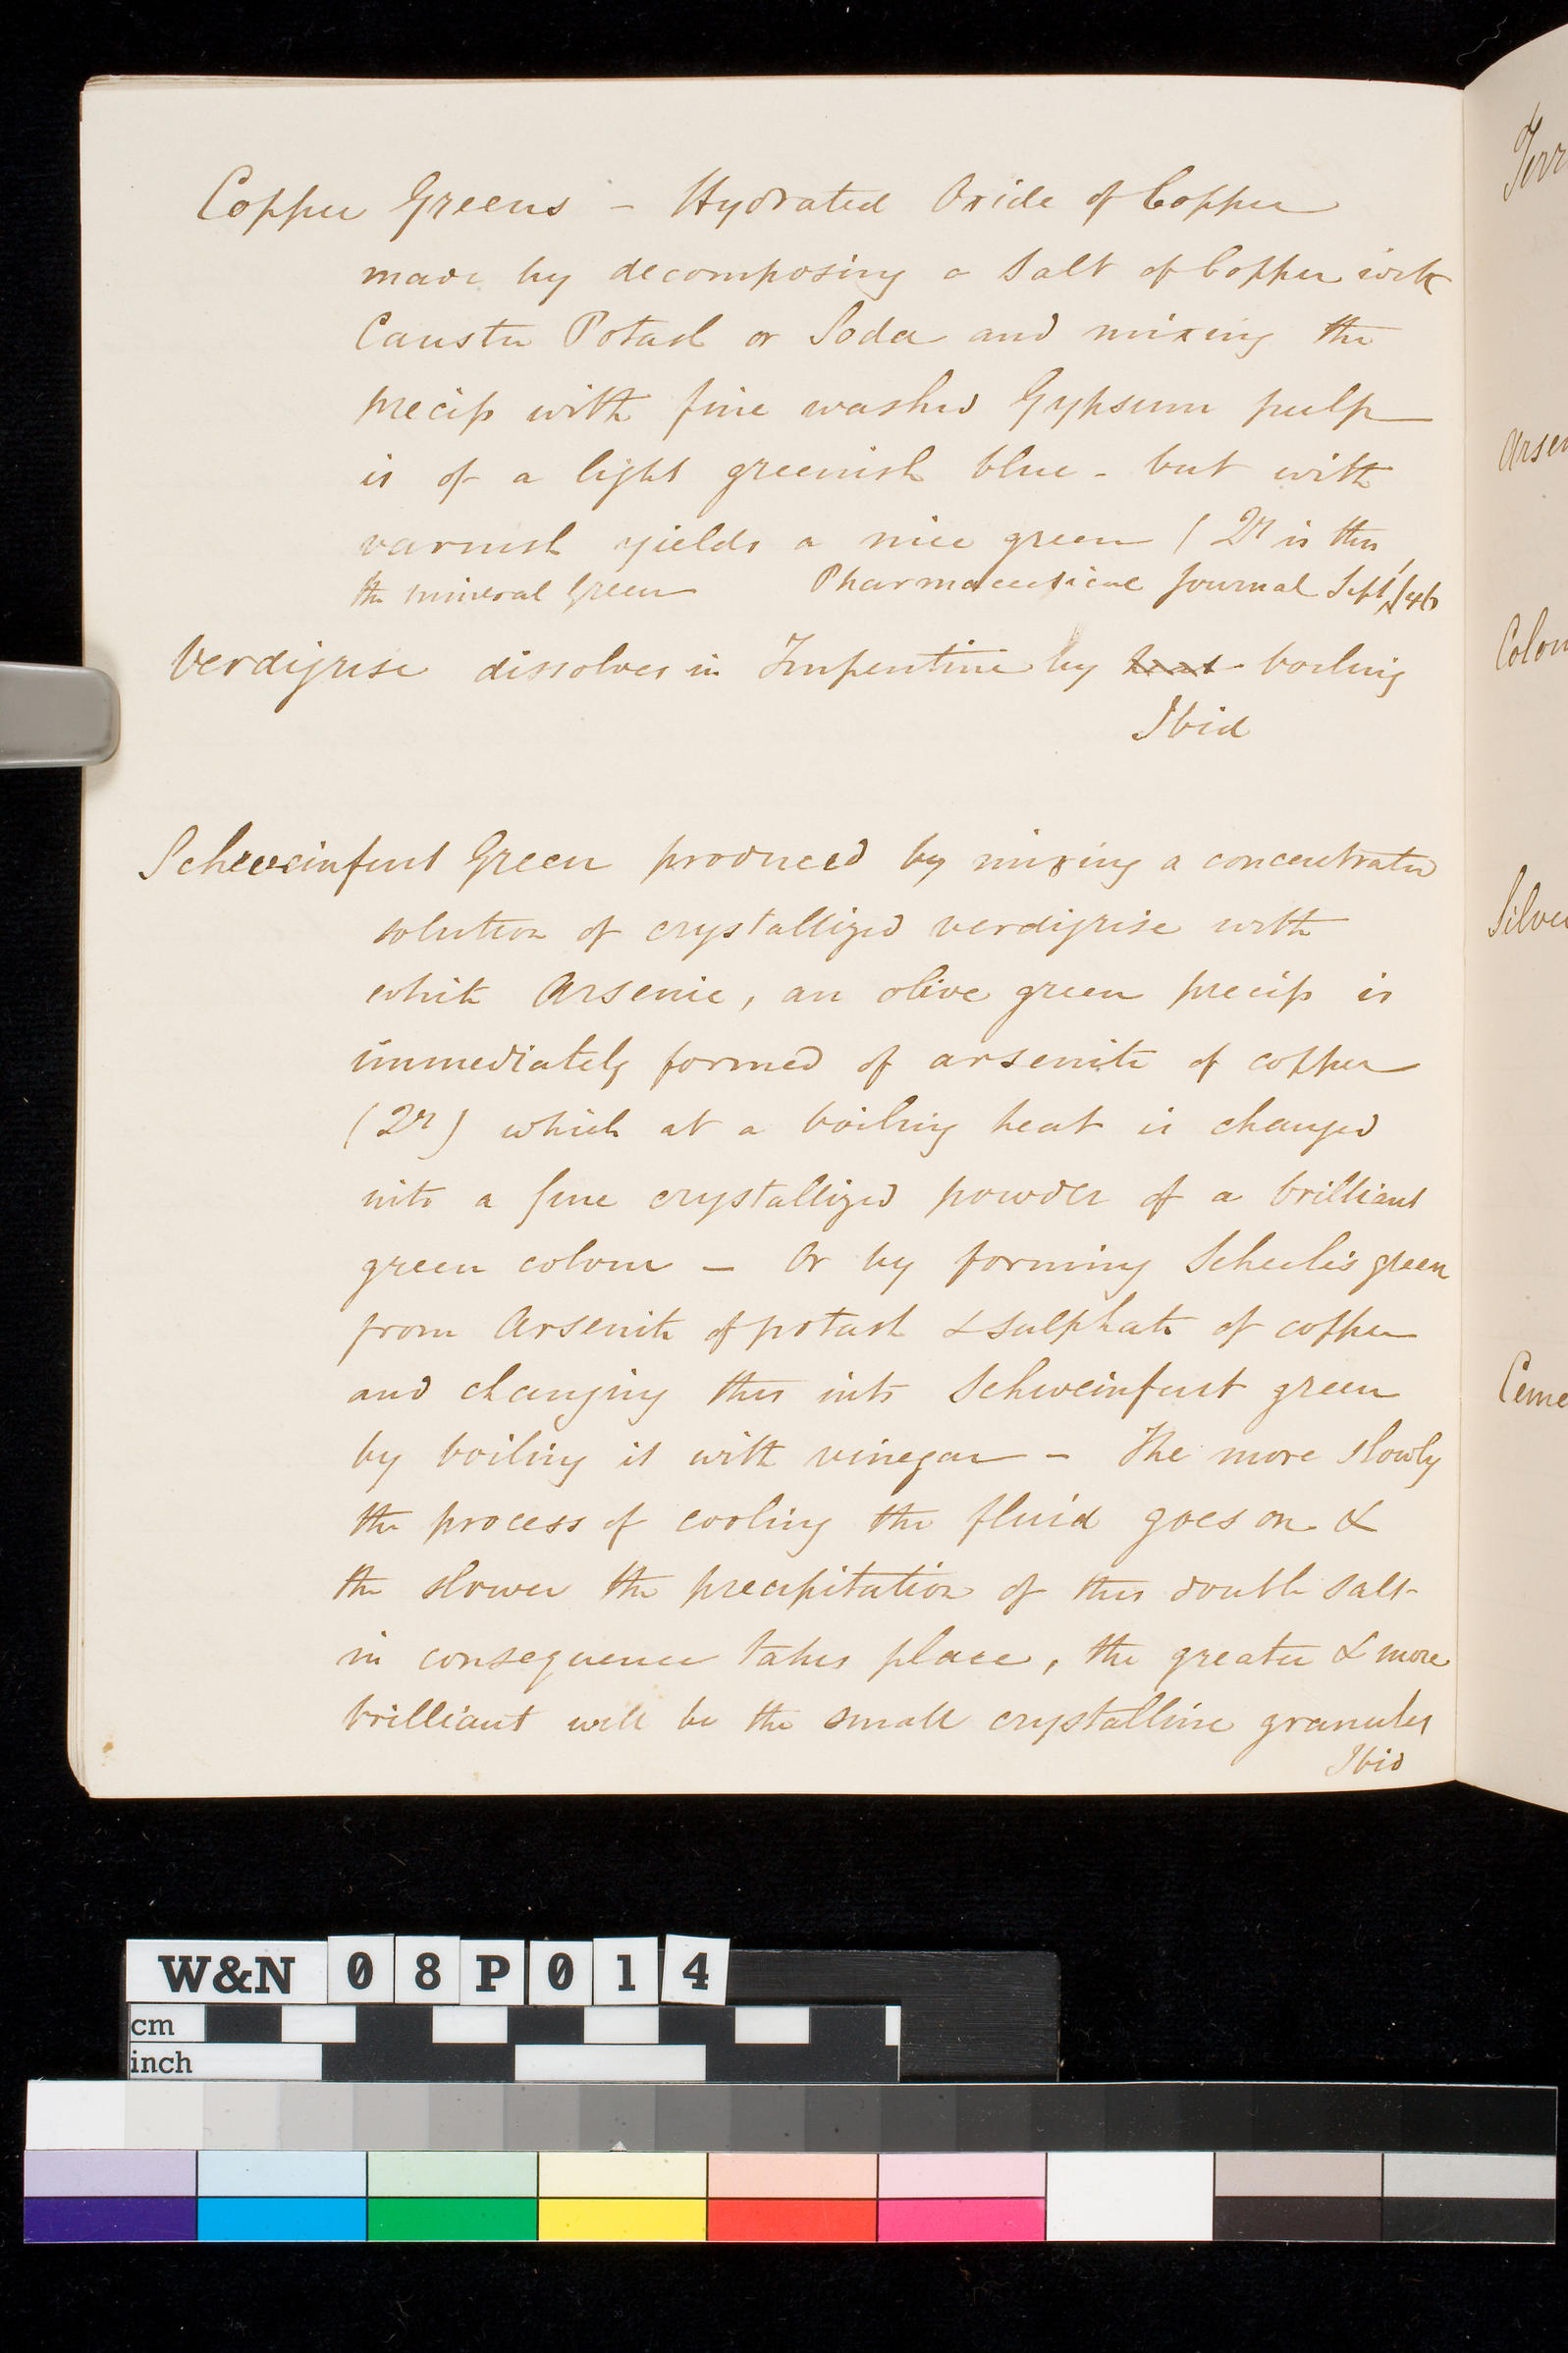 Copper Greens – Hydrated Oxide of Copper
made by decomposing a Salt of Copper with
Caustic Potash or Soda and mixing the
precip with fine washed Gypsum pulp
is of a light greenish blue - but with
varnish yields a nice green ( Qr is this
the mineral Green Pharmaceutical Journal Sept /46
Verdigrise dissolves in Turpentine by heat - boiling
Ibid
Schweinfurt Green produced by mixing a concentrated
solution of crystallized verdigrise with
white Arsenic, an olive green precip is
immediately formed of arsenite of copper
(Qr) which at a boiling heat is changed
into a fine crystallized powder of a brilliant
green colour – Or by forming Scheele's green
from Arsenite of potash & sulphate of copper
and changing this into Schweinfurt green
by boiling it with vinegar – The more slowly
the process of cooling the fluid goes on &
the slower the precipitation of this double salt
in consequence takes place, the greater & more
brilliant will be the small crystalline granules
Ibid
Terr
Arsen
Colou
Silver
Ceme
W&N 08P014
cm
inch